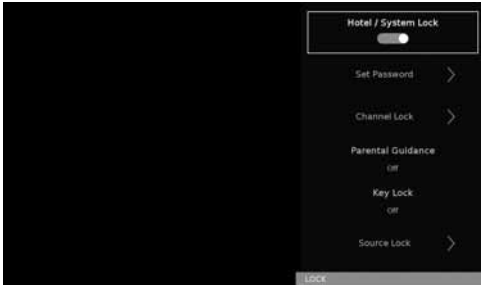 Hotel / System Lock
Set Password
Channel Lock
Parental Guidance
Off
Key Lock
Off
Source Lock
LOCK